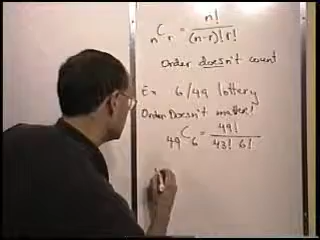 nCr = n! / (n-r)! r!
Order doesn't count
Ex 6/49 lottery
Order Doesn't matter!
49C6 = 49! / 43! 6!